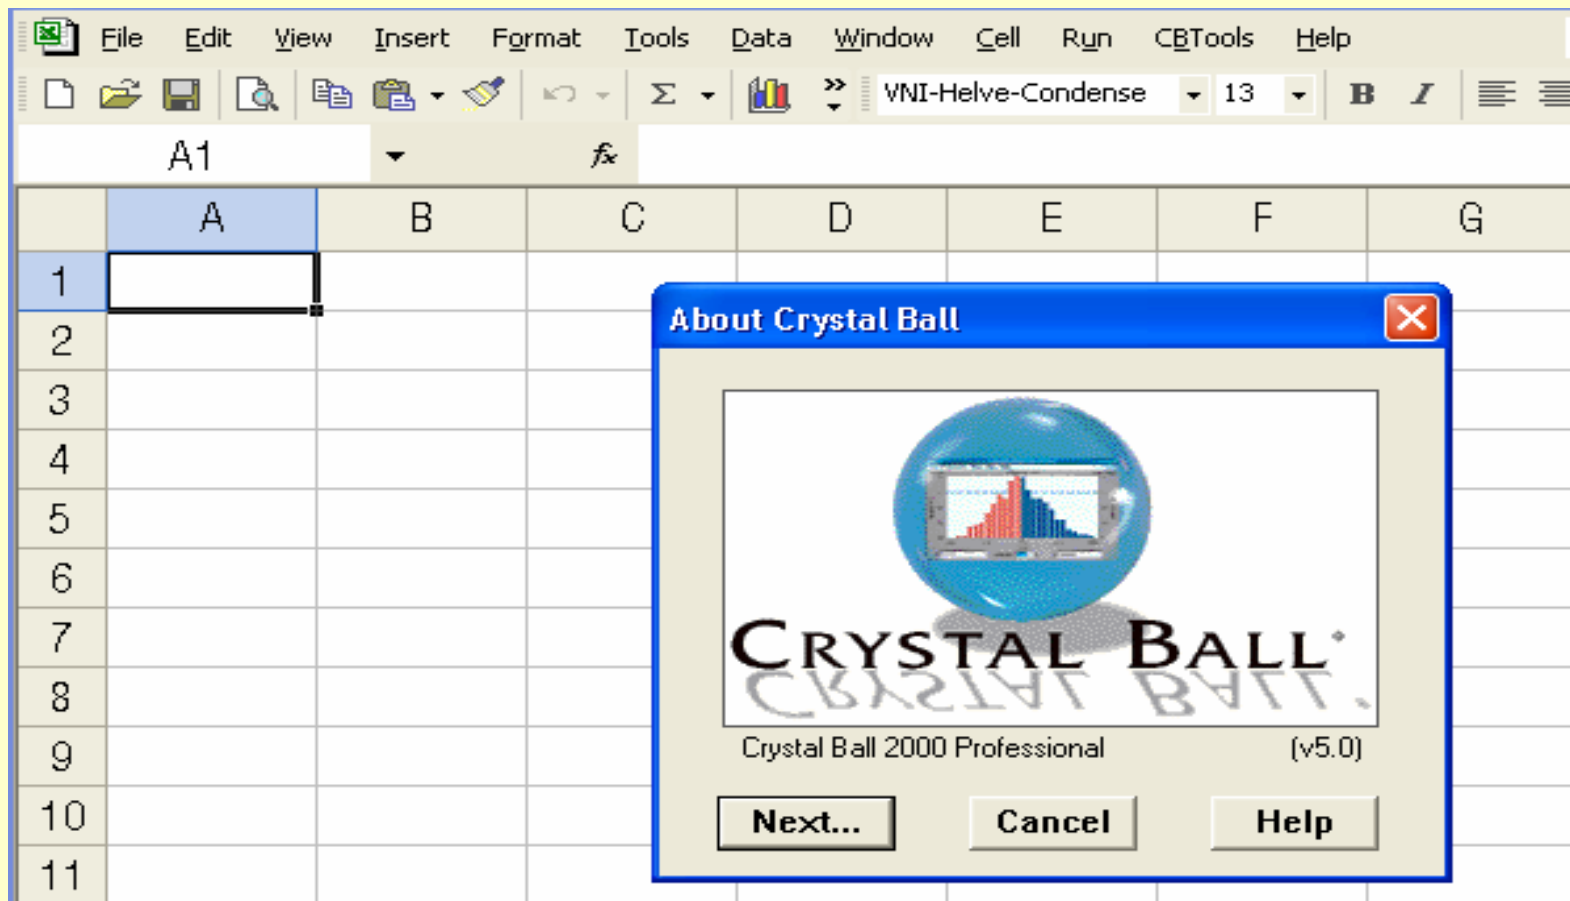 File Edit View Insert Format Tools Data Window Cell Run CBTools Help
Σ VNI-Helve-Condense 13 B I
A1 fx
A B C D E F G
1
About Crystal Ball
2
3
4
5
6
7
CRYSTAL BALL
8
9
Crystal Ball 2000 Professional (v5.0)
10
Next... Cancel Help
11